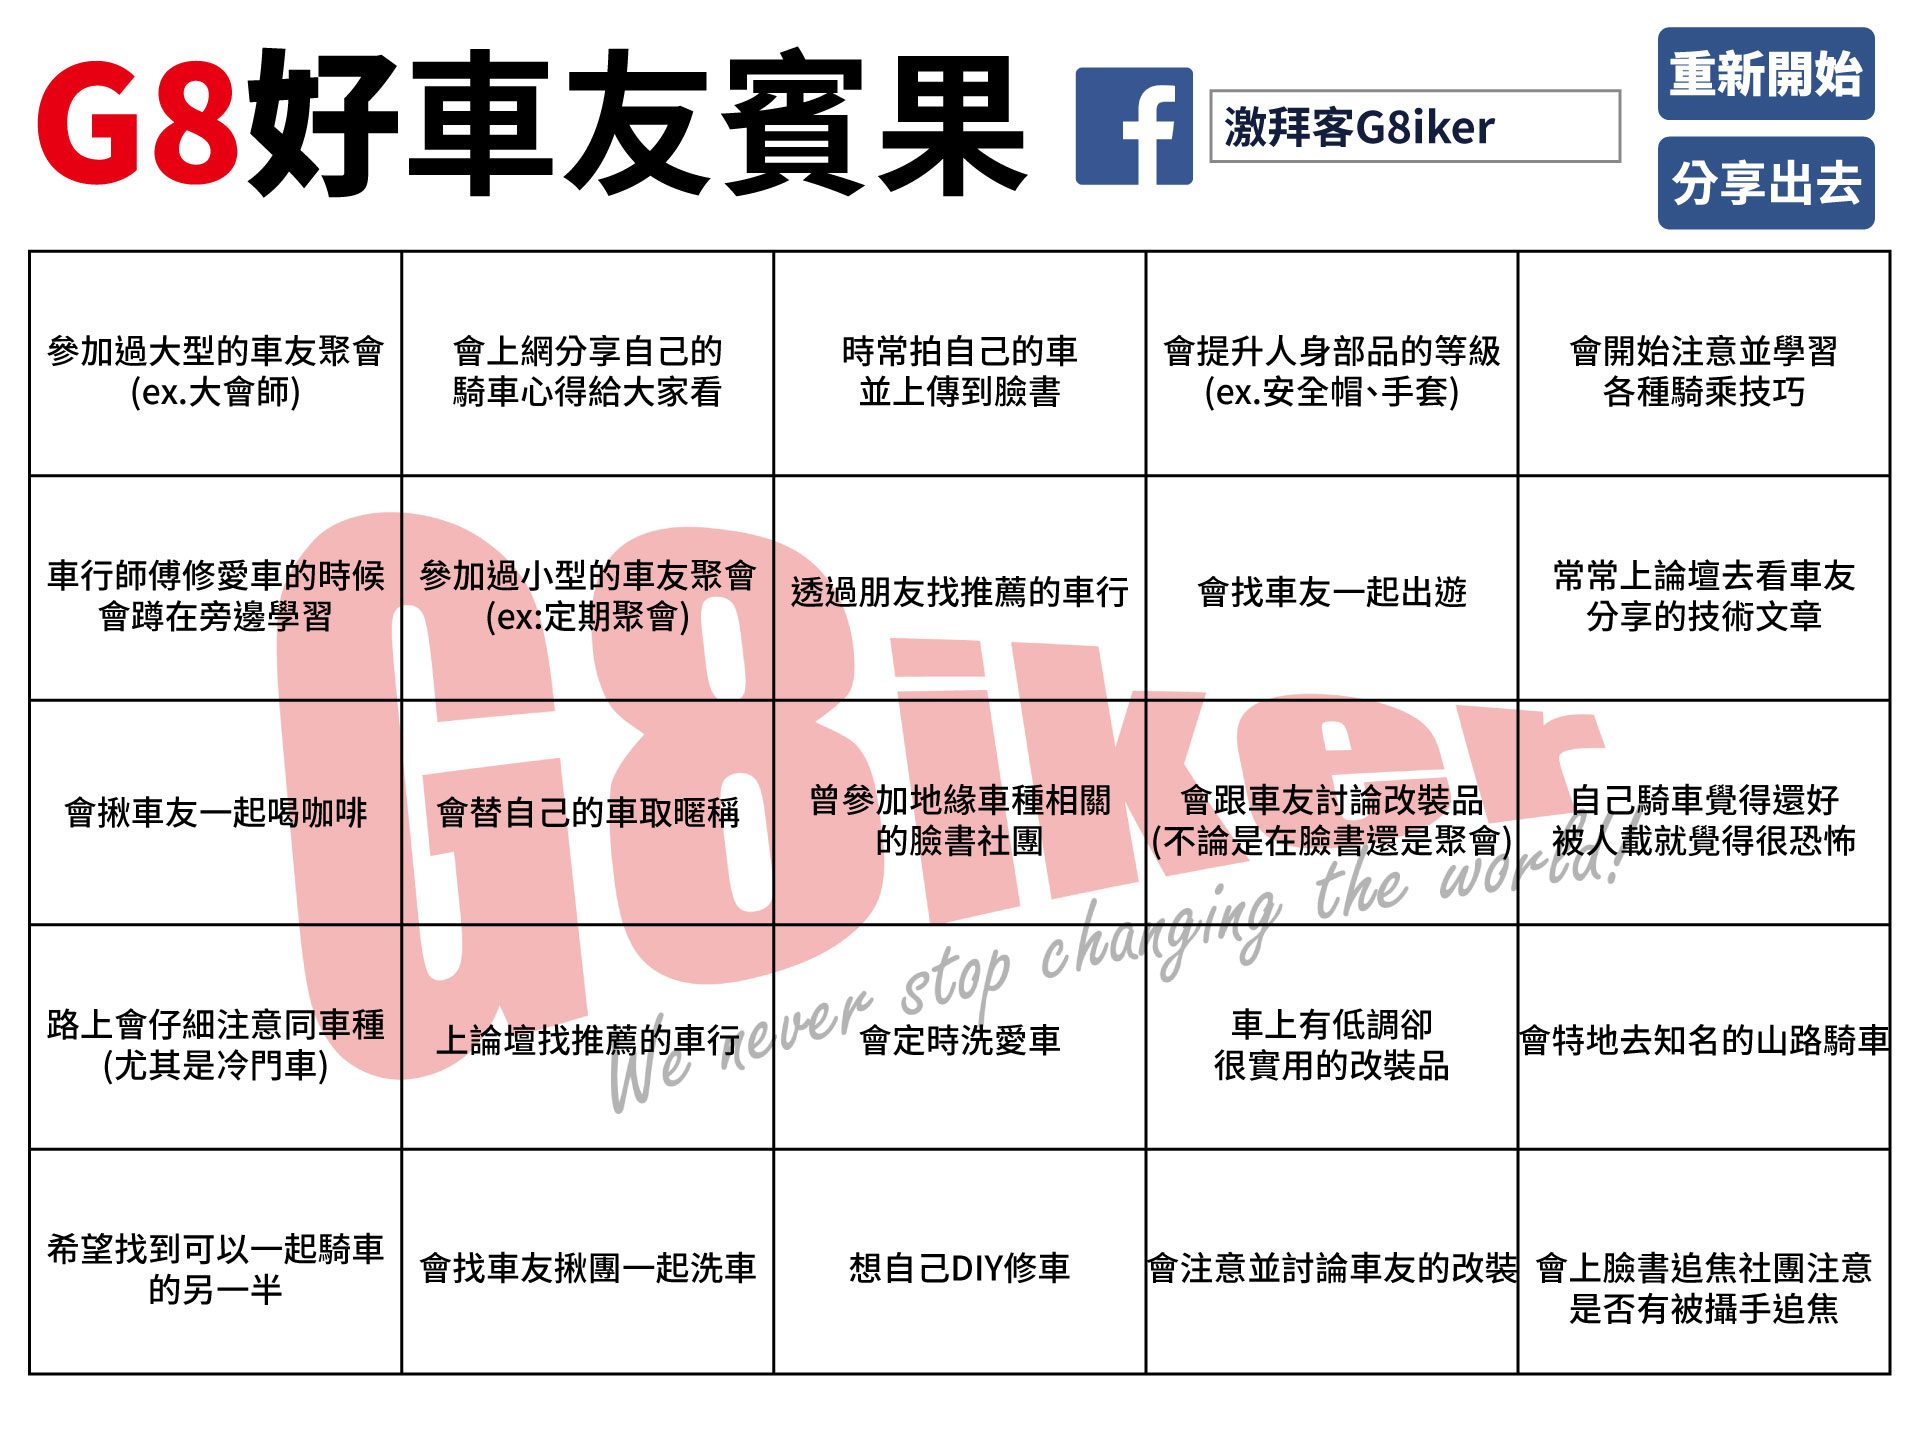 G8好車友賓果
激拜客G8iker
重新開始
分享出去
參加過大型的車友聚會
(ex.大會師)
會上網分享自己的
騎車心得給大家看
時常拍自己的車
並上傳到臉書
會提升人身部品的等級
(ex.安全帽、手套)
會開始注意並學習
各種騎乘技巧
車行師傅修愛車的時候
會蹲在旁邊學習
參加過小型的車友聚會
(ex:定期聚會)
透過朋友找推薦的車行
會找車友一起出遊
常常上論壇去看車友
分享的技術文章
會揪車友一起喝咖啡
會替自己的車取暱稱
曾參加地緣車種相關
的臉書社團
會跟車友討論改裝品
(不論是在臉書還是聚會)
自己騎車覺得還好
被人載就覺得很恐怖
路上會仔細注意同車種
(尤其是冷門車)
上論壇找推薦的車行
會定時洗愛車
車上有低調卻
很實用的改裝品
會特地去知名的山路騎車
希望找到可以一起騎車
的另一半
會找車友揪團一起洗車
想自己DIY修車
會注意並討論車友的改裝
會上臉書追焦社團注意
是否有被攝手追焦
G8iker
We never stop changing the world!